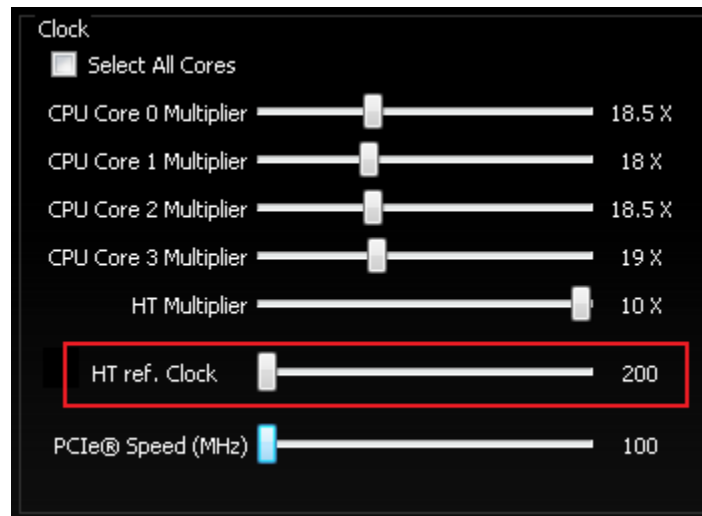 Clock
Select All Cores
CPU Core 0 Multiplier 18.5 X
CPU Core 1 Multiplier 18 X
CPU Core 2 Multiplier 18.5 X
CPU Core 3 Multiplier 19 X
HT Multiplier 10 X
HT ref. Clock 200
PCIe® Speed (MHz) 100